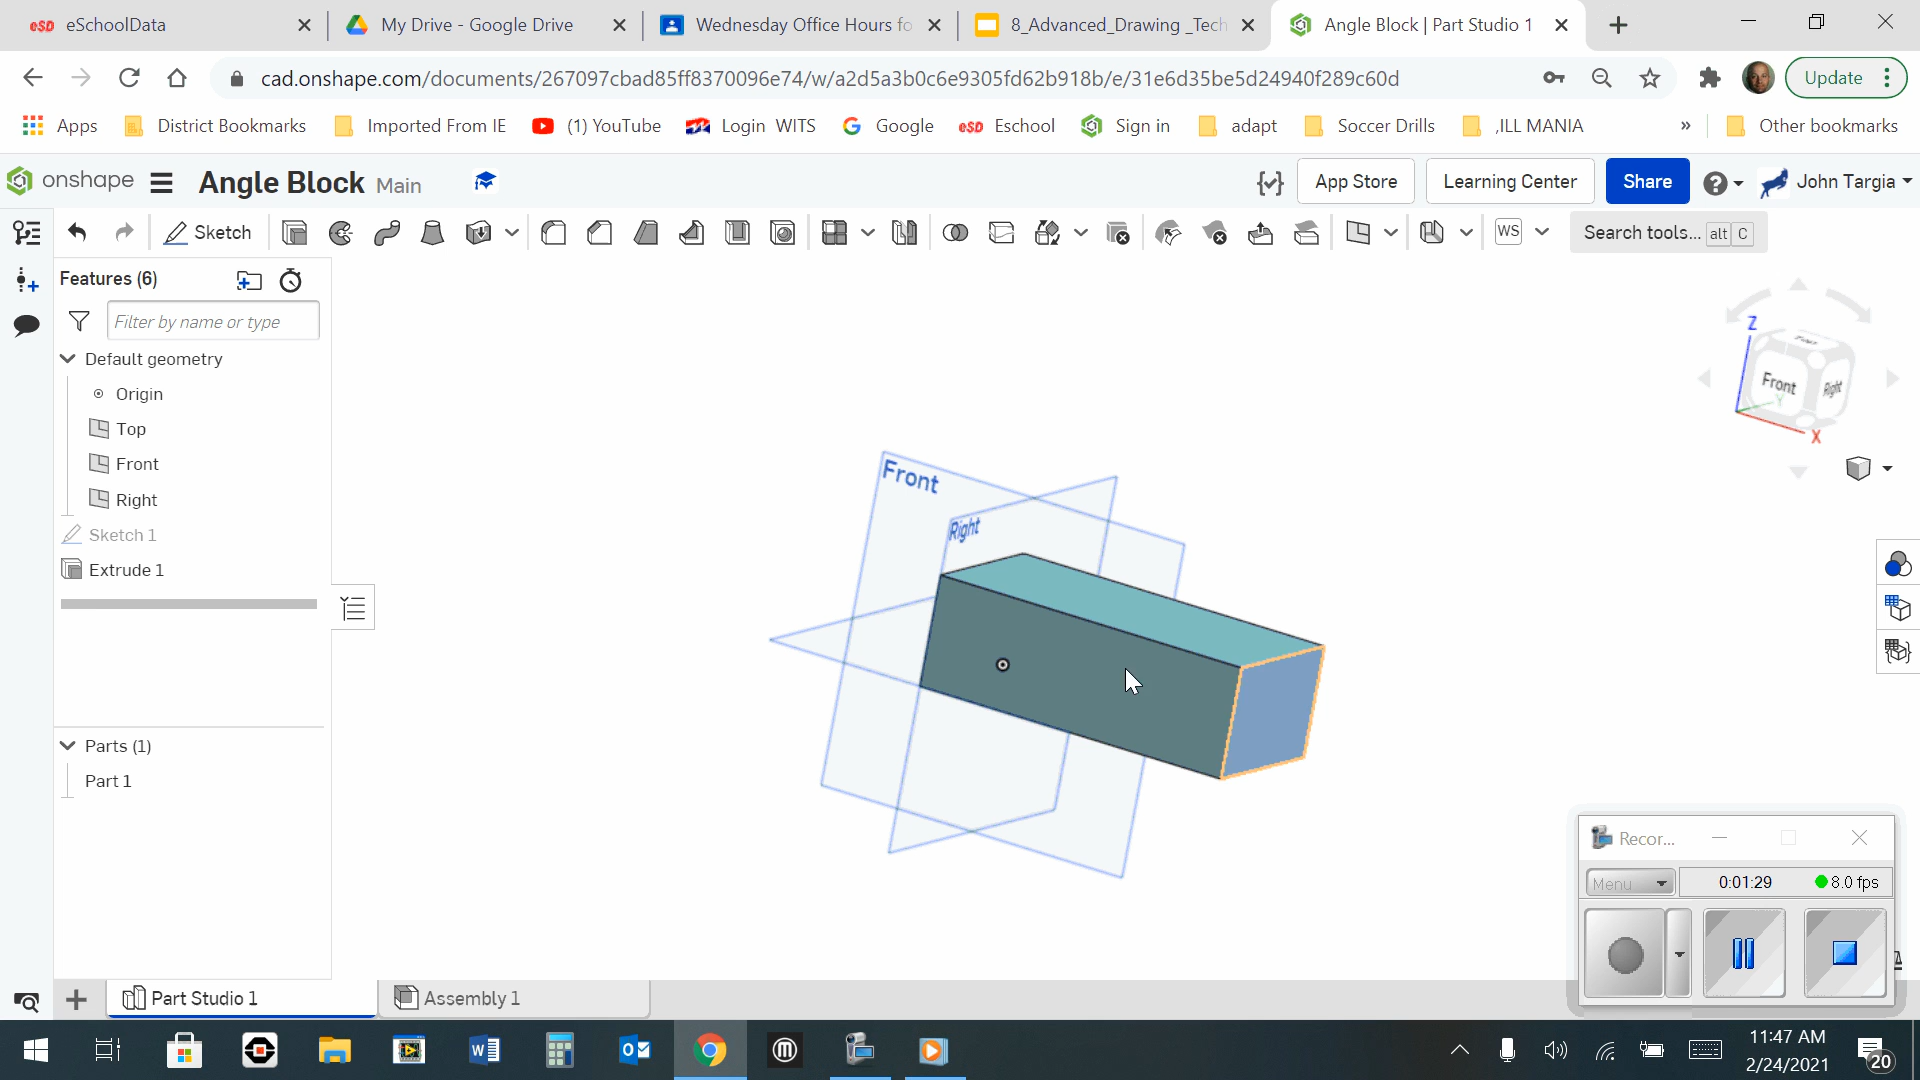 eSD eSchoolData
My Drive - Google Drive
Wednesday Office Hours fo
8_Advanced_Drawing _Tech
Angle Block | Part Studio 1
cad.onshape.com/documents/267097cbad85ff8370096e74/w/a2d5a3b0c6e9305fd62b918b/e/31e6d35be5d24940f289c60d
Update
Apps
District Bookmarks
Imported From IE
(1) YouTube
Login WITS
Google
eSD Eschool
Sign in
adapt
Soccer Drills
,ILL MANIA
»
Other bookmarks
onshape
Angle Block Main
App Store
Learning Center
Share
John Targia
Sketch
WS
Search tools... alt C
Features (6)
Filter by name or type
Default geometry
Origin
Top
Front
Right
Sketch 1
Extrude 1
Parts (1)
Part 1
Front
Right
Z
Front
Right
Y
X
Recor...
Menu
0:01:29
8.0 fps
Part Studio 1
Assembly 1
11:47 AM
2/24/2021
20